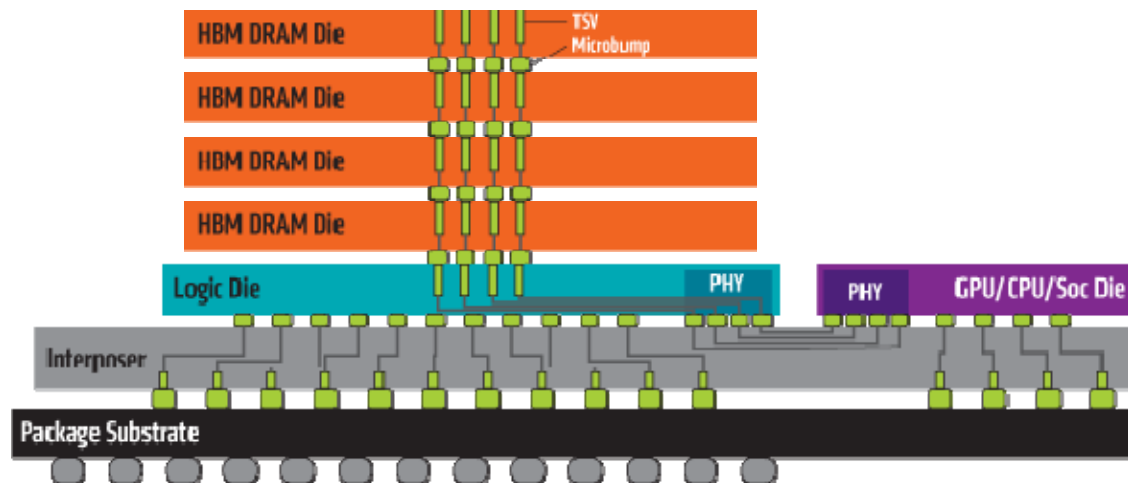 HBM DRAM Die
TSV
Microbump
HBM DRAM Die
HBM DRAM Die
HBM DRAM Die
Logic Die
PHY
PHY
GPU/CPU/Soc Die
Interposer
Package Substrate